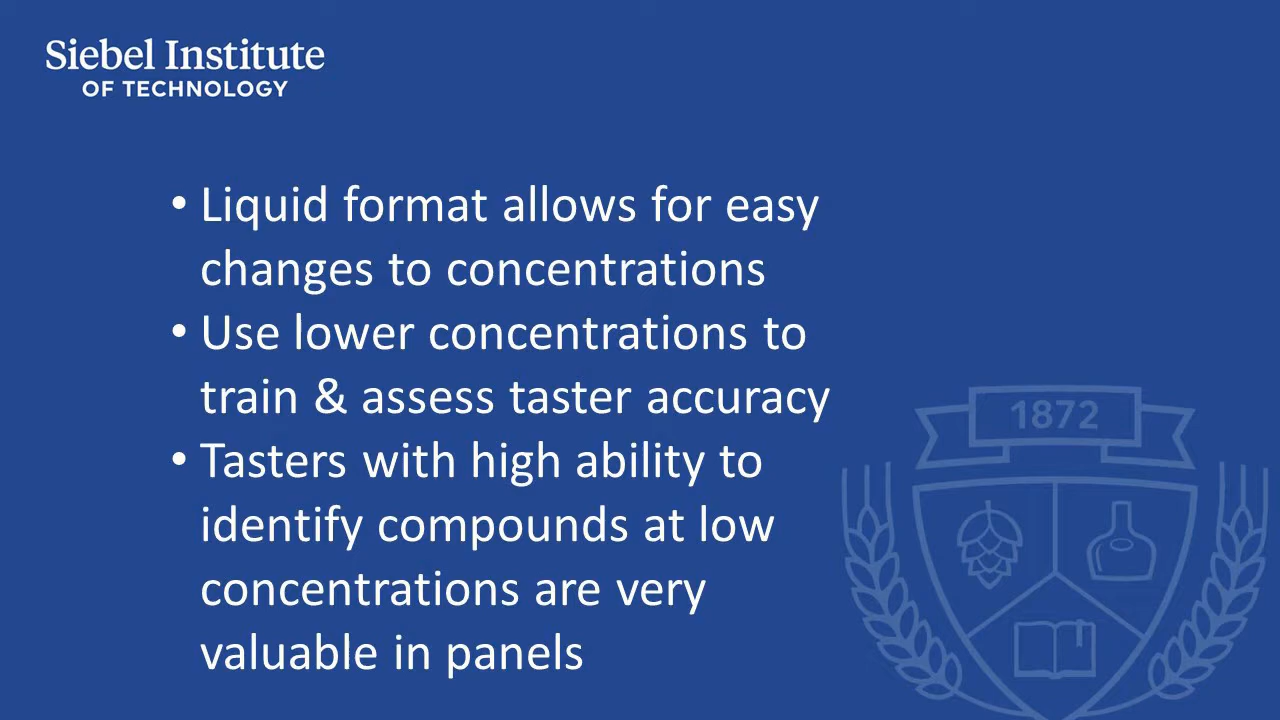 Siebel Institute
OF TECHNOLOGY
• Liquid format allows for easy
changes to concentrations
• Use lower concentrations to
train & assess taster accuracy
• Tasters with high ability to
identify compounds at low
concentrations are very
valuable in panels
1872